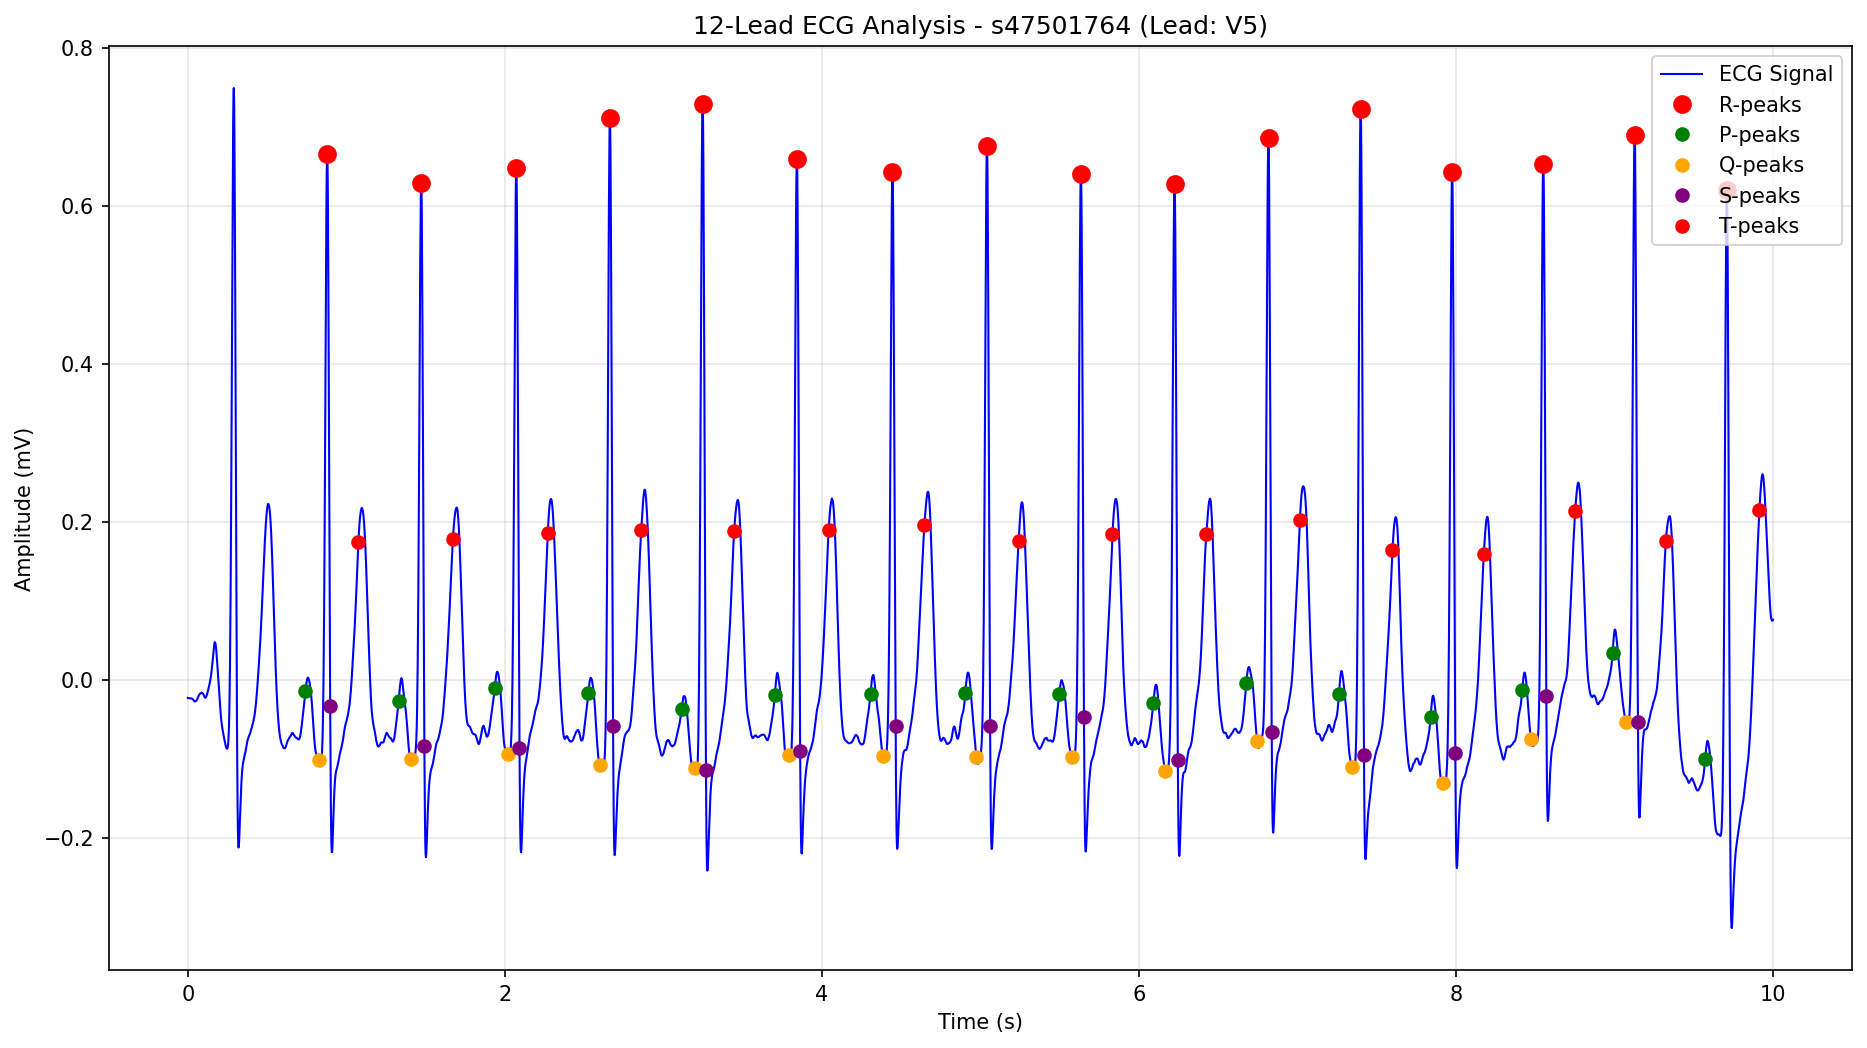 12-Lead ECG Analysis - s47501764 (Lead: V5)
ECG Signal
R-peaks
P-peaks
Q-peaks
S-peaks
T-peaks
0.8
0.6
0.4
0.2
0.0
−0.2
Amplitude (mV)
0 2 4 6 8 10
Time (s)